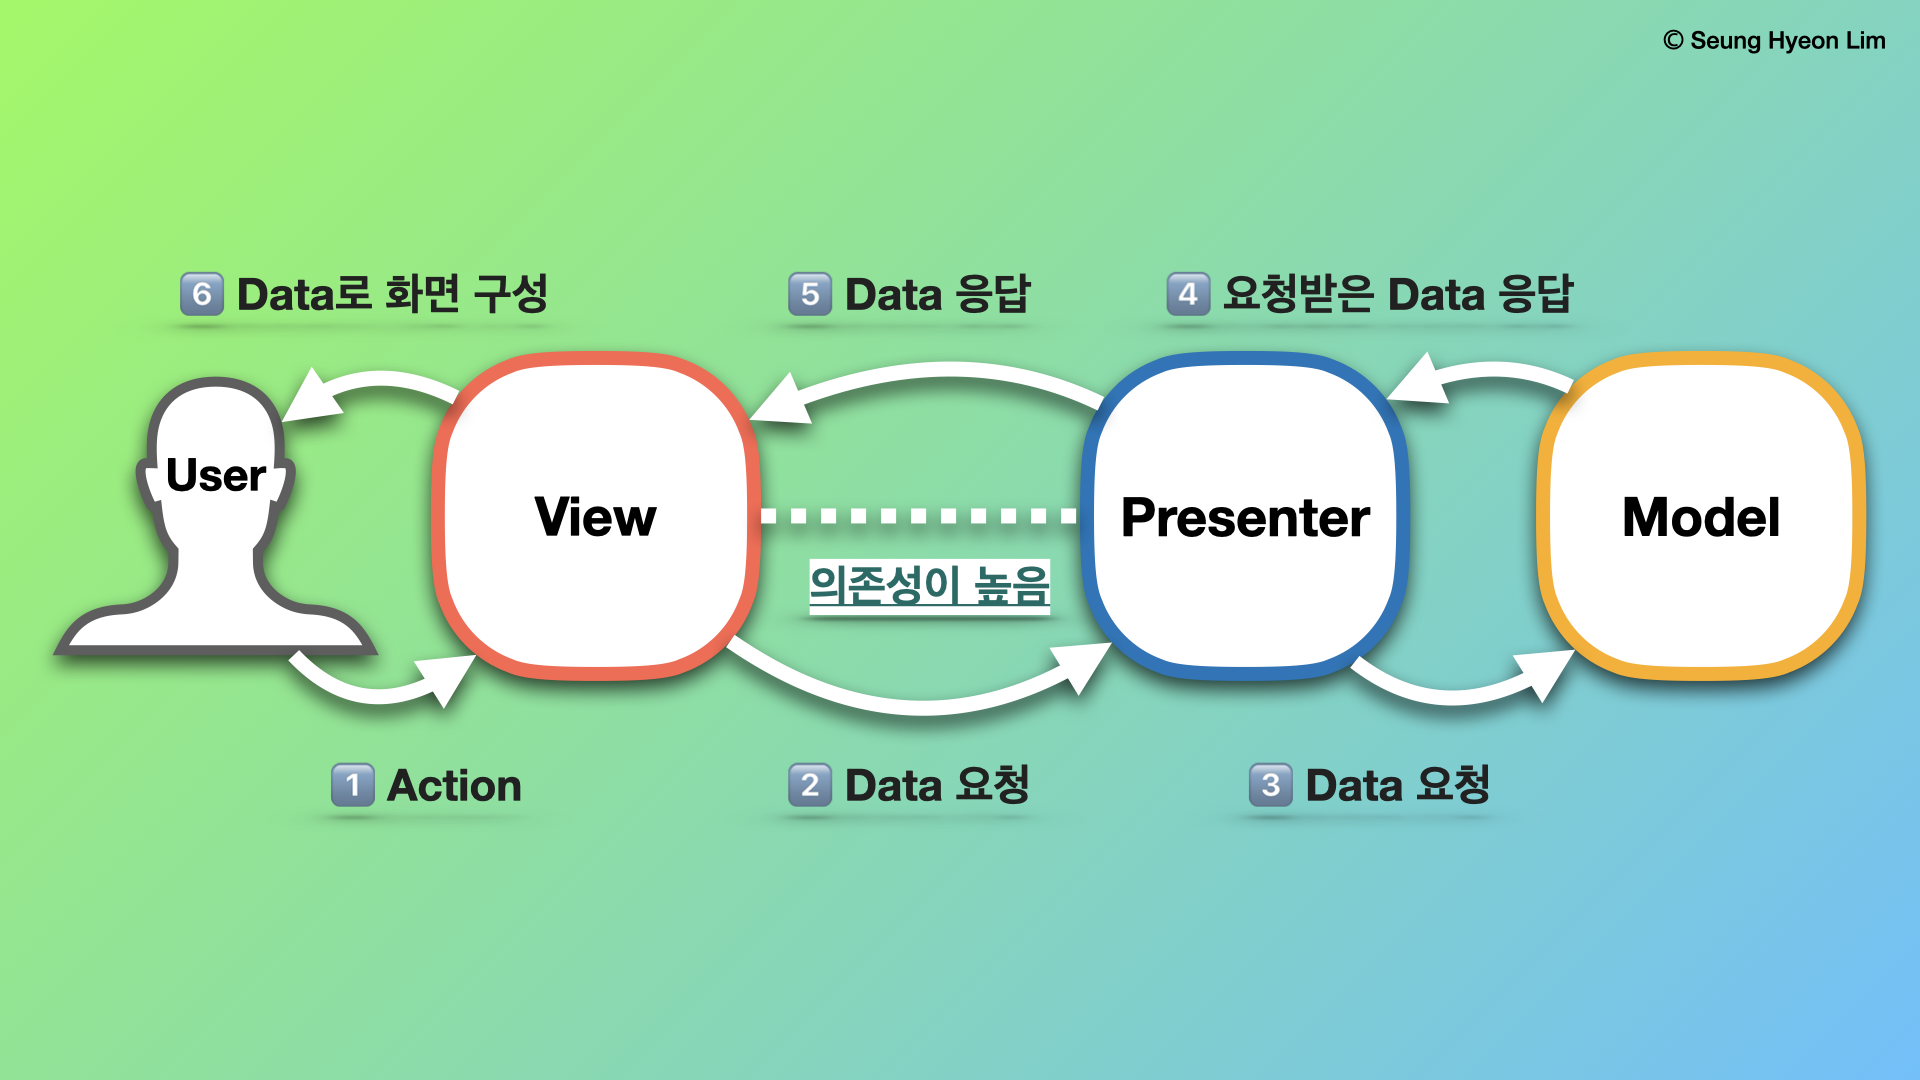 © Seung Hyeon Lim
6 Data로 화면 구성
5 Data 응답
4 요청받은 Data 응답
User
View
Presenter
Model
의존성이 높음
1 Action
2 Data 요청
3 Data 요청